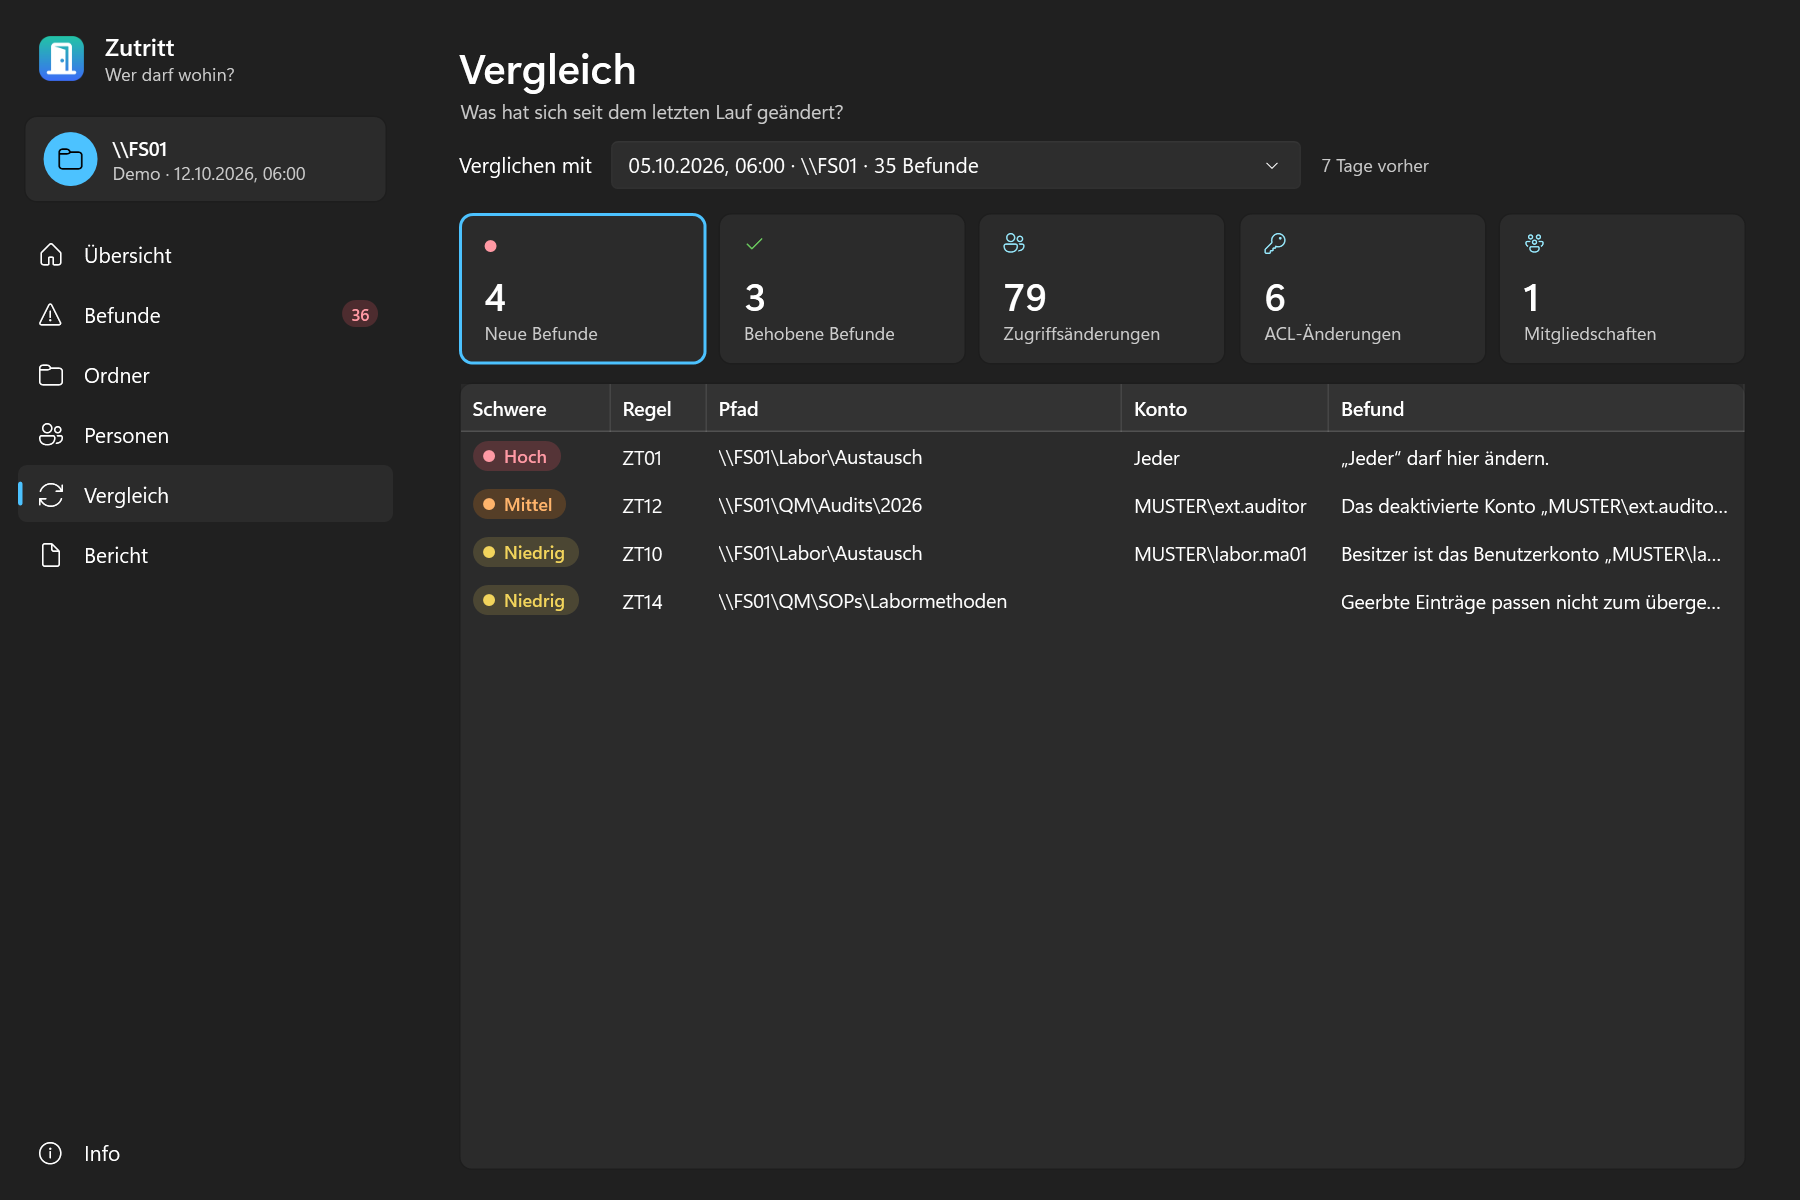 Zutritt
Wer darf wohin?
\\FS01
Demo · 12.10.2026, 06:00
Übersicht
Befunde 36
Ordner
Personen
Vergleich
Bericht
Info
Vergleich
Was hat sich seit dem letzten Lauf geändert?
Verglichen mit 05.10.2026, 06:00 · \\FS01 · 35 Befunde 7 Tage vorher
4
Neue Befunde
3
Behobene Befunde
79
Zugriffsänderungen
6
ACL-Änderungen
1
Mitgliedschaften
Schwere Regel Pfad Konto Befund
Hoch ZT01 \\FS01\Labor\Austausch Jeder „Jeder“ darf hier ändern.
Mittel ZT12 \\FS01\QM\Audits\2026 MUSTER\ext.auditor Das deaktivierte Konto „MUSTER\ext.audito…
Niedrig ZT10 \\FS01\Labor\Austausch MUSTER\labor.ma01 Besitzer ist das Benutzerkonto „MUSTER\la…
Niedrig ZT14 \\FS01\QM\SOPs\Labormethoden Geerbte Einträge passen nicht zum überge…